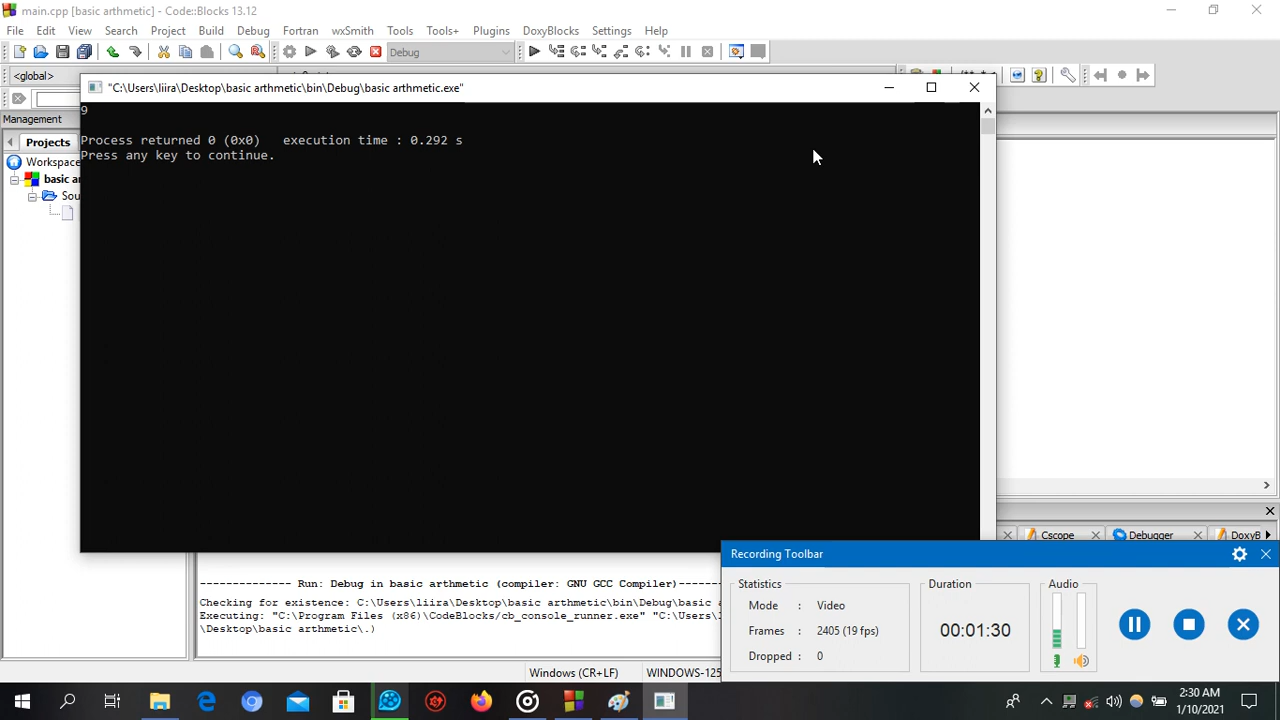 main.cpp [basic arthmetic] - Code::Blocks 13.12
File Edit View Search Project Build Debug Fortran wxSmith Tools Tools+ Plugins DoxyBlocks Settings Help
Debug
<global>
"C:\Users\liira\Desktop\basic arthmetic\bin\Debug\basic arthmetic.exe"
9
Management
Process returned 0 (0x0) execution time : 0.292 s
Projects
Press any key to continue.
Workspace
basic ar
Sou
Cscope Debugger DoxyB
Recording Toolbar
-------------- Run: Debug in basic arthmetic (compiler: GNU GCC Compiler)-------
Statistics Duration Audio
Checking for existence: C:\Users\liira\Desktop\basic arthmetic\bin\Debug\basic a
Mode : Video
Executing: "C:\Program Files (x86)\CodeBlocks/cb_console_runner.exe" "C:\Users\l
\Desktop\basic arthmetic\.)
Frames : 2405 (19 fps)
00:01:30
Dropped : 0
Windows (CR+LF) WINDOWS-125
2:30 AM
1/10/2021